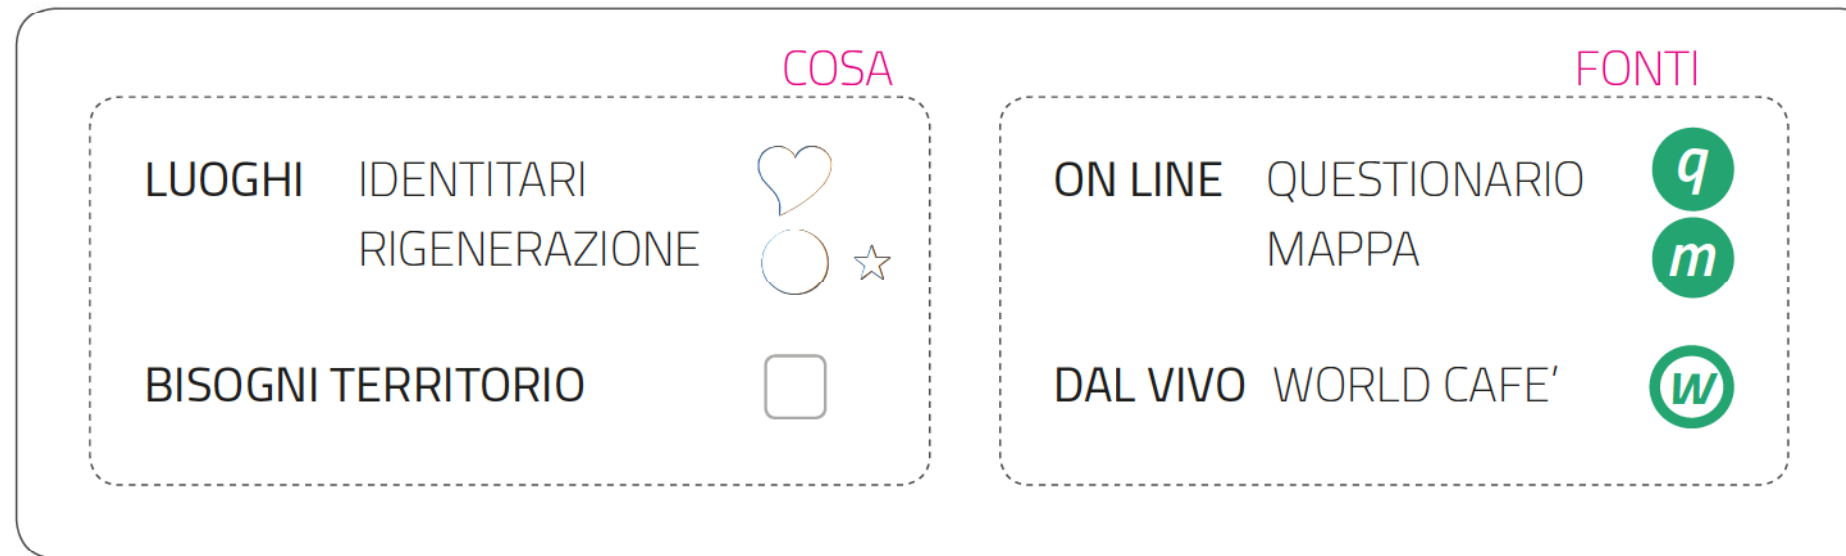 COSA
LUOGHI IDENTITARI
RIGENERAZIONE
BISOGNI TERRITORIO
FONTI
ON LINE QUESTIONARIO q
MAPPA m
DAL VIVO WORLD CAFE' w